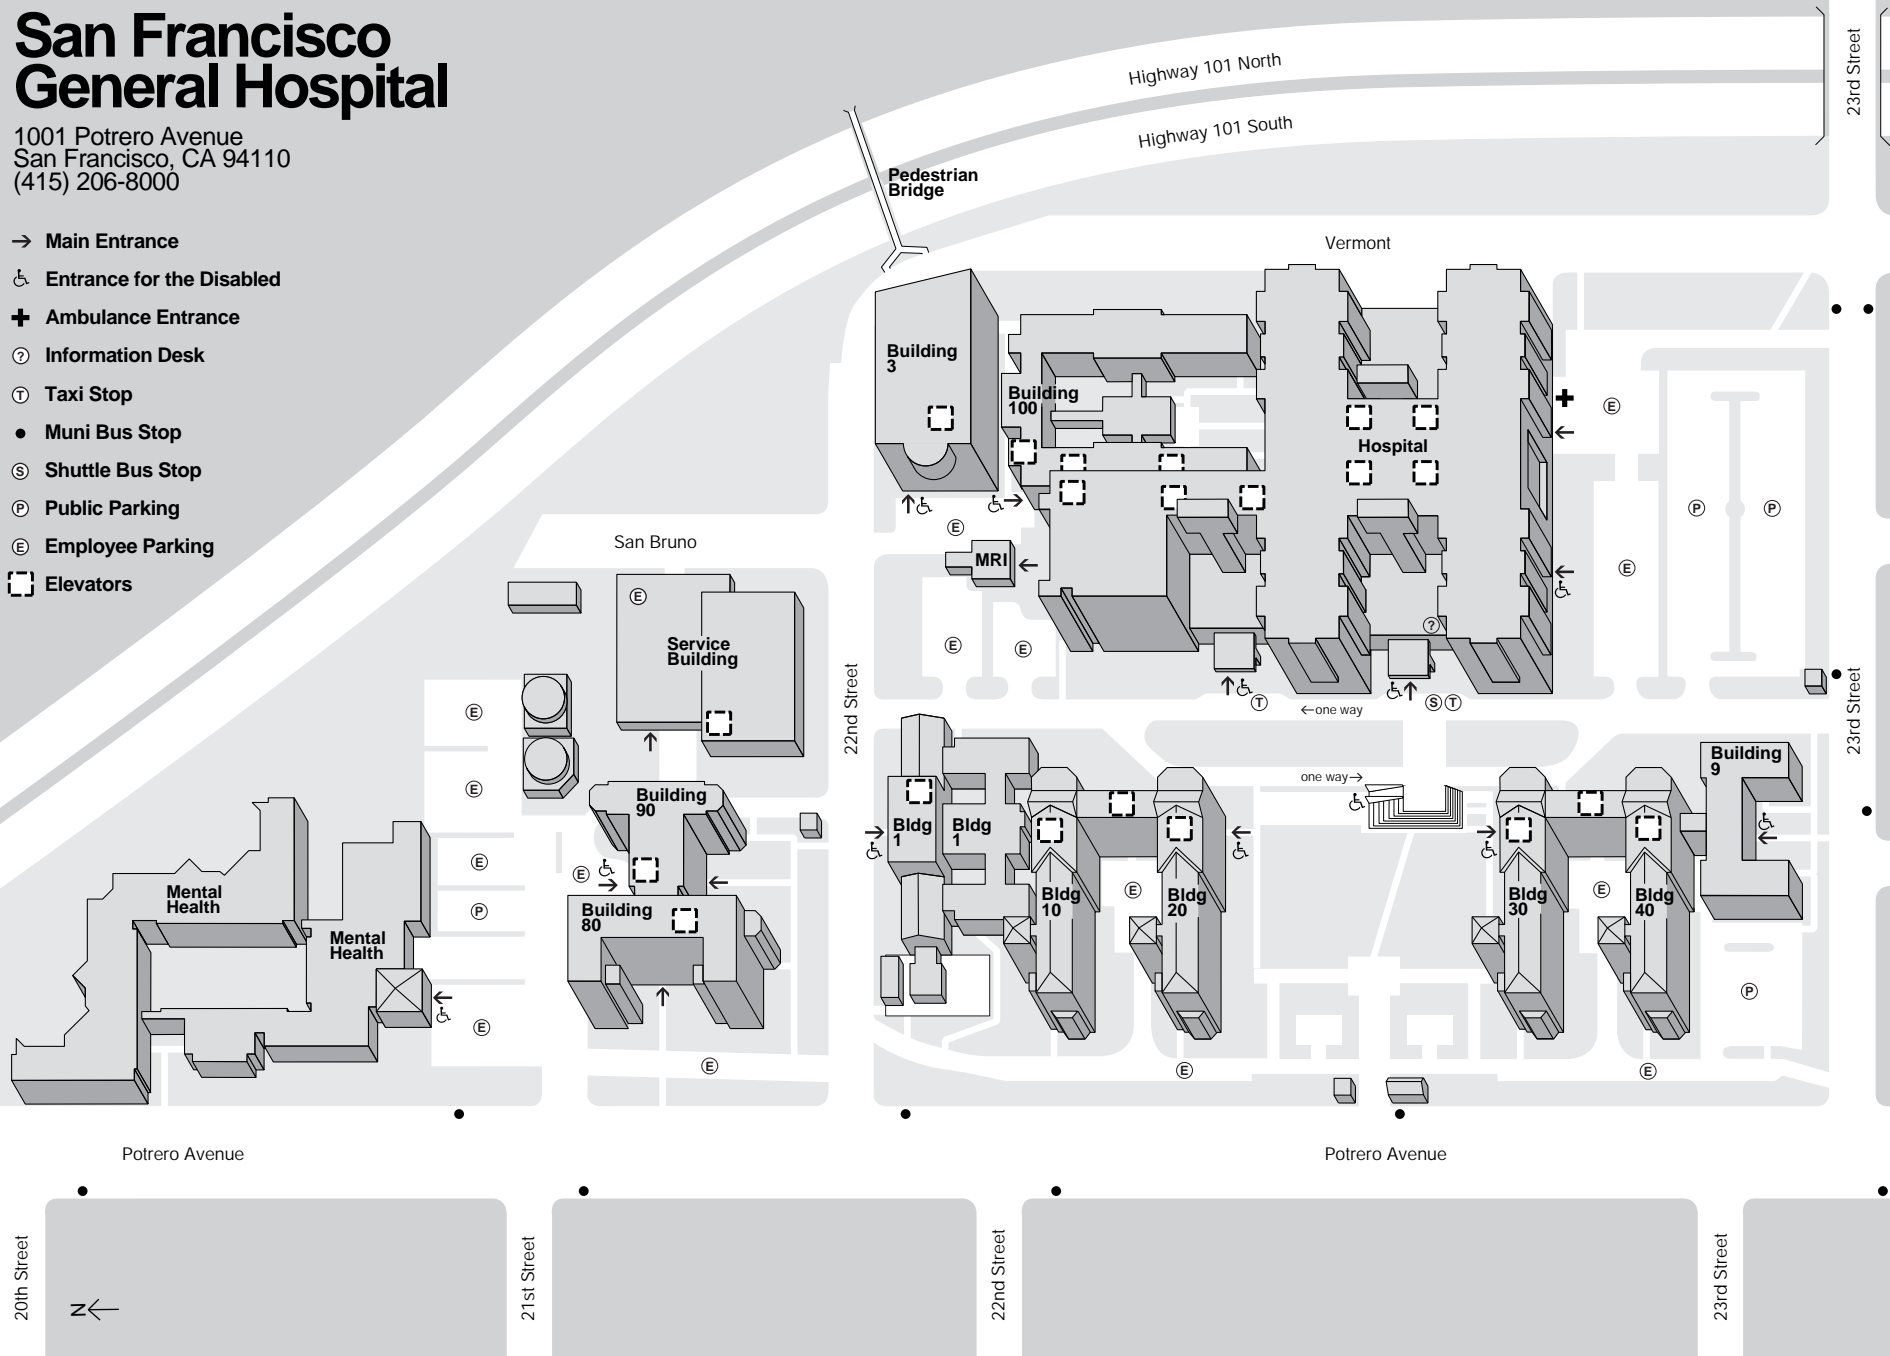 San Francisco
General Hospital
1001 Potrero Avenue
San Francisco, CA 94110
(415) 206-8000
Main Entrance
Entrance for the Disabled
Ambulance Entrance
? Information Desk
T Taxi Stop
Muni Bus Stop
S Shuttle Bus Stop
P Public Parking
E Employee Parking
Elevators
Highway 101 North
Highway 101 South
23rd Street
Pedestrian
Bridge
Vermont
Building
3
Building
100
Hospital
E
P
P
E
E
MRI
E
E
E
?
T
S
T
←one way
one way→
23rd Street
San Bruno
E
Service
Building
22nd Street
E
E
E
P
E
Building
90
E
Building
80
E
Mental
Health
Mental
Health
Bldg
1
Bldg
1
Bldg
10
E
Bldg
20
Bldg
30
E
Bldg
40
Building
9
P
E
E
Potrero Avenue
Potrero Avenue
20th Street
21st Street
22nd Street
23rd Street
N